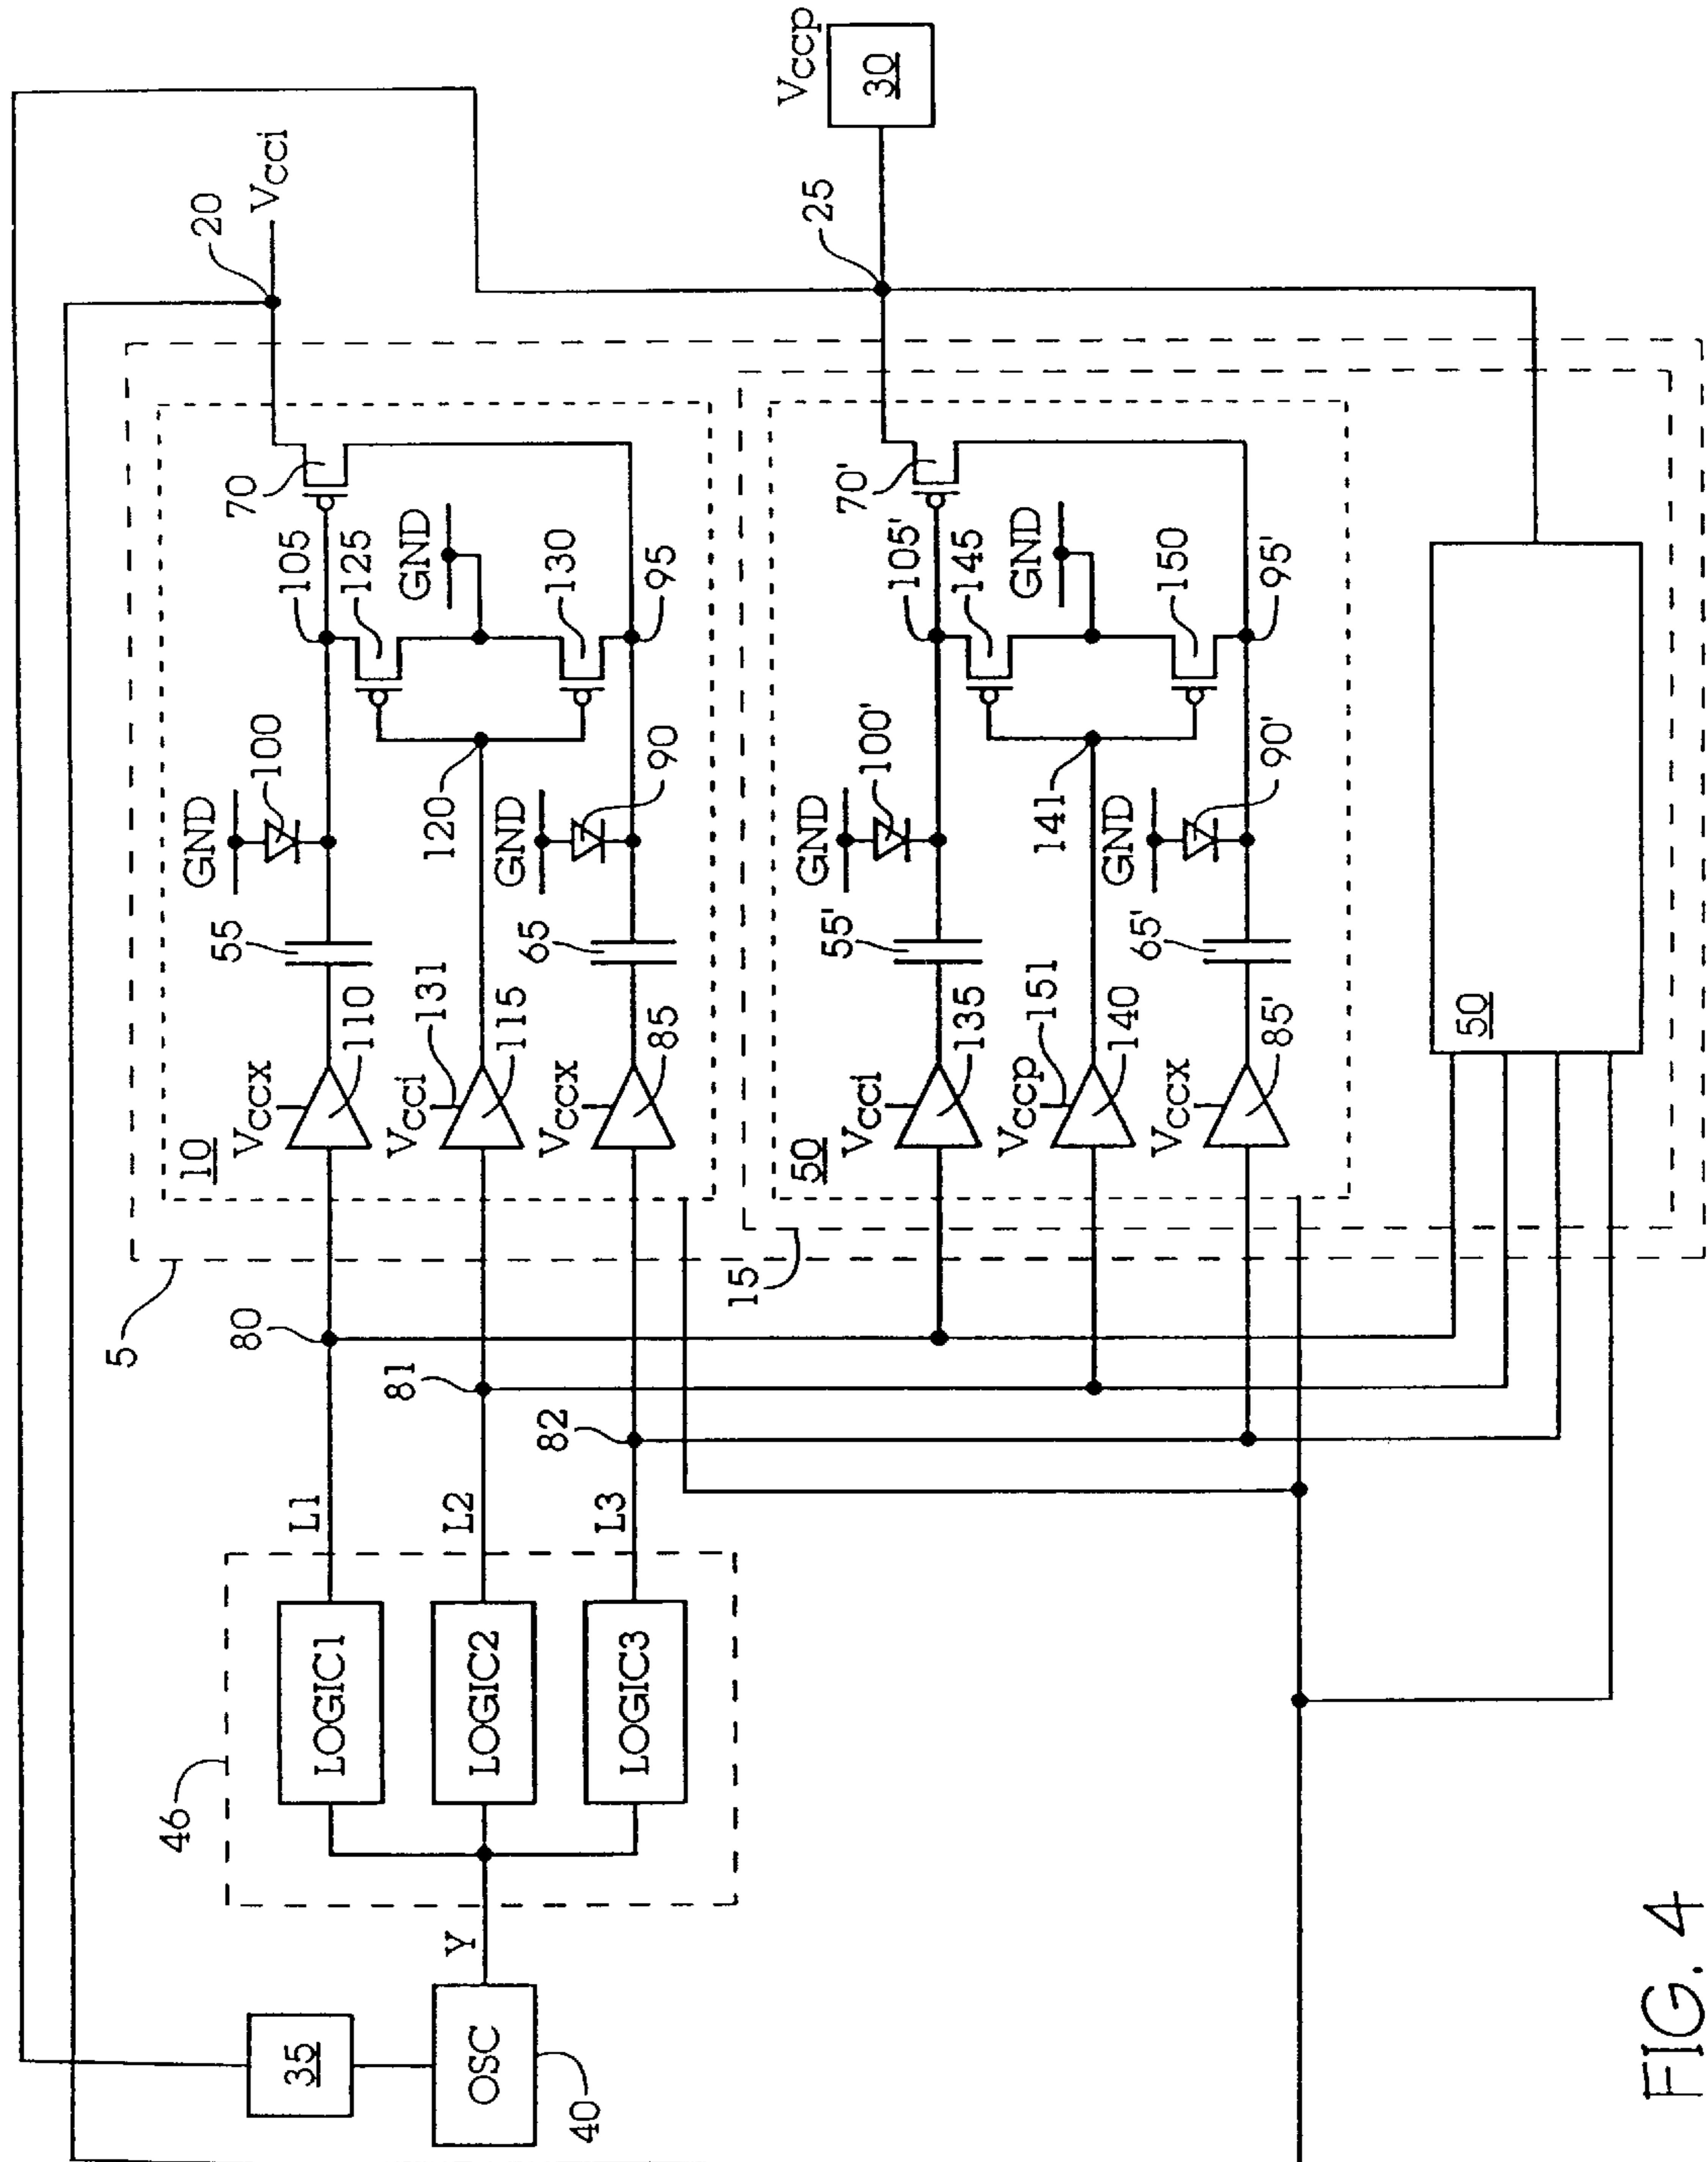 20
Vcci
Vccp
30
25
5
10
Vccx
110
55
GND
100
105
70
125
Vcci
131
115
120
GND
130
Vccx
85
65
GND
90
95
15
50
Vcci
135
55'
GND
100'
105'
70'
145
Vccp
151
140
141
GND
150
Vccx
85'
65'
GND
90'
95'
50
80
81
82
L1
L2
L3
46
LOGIC1
LOGIC2
LOGIC3
Y
35
OSC
40
FIG. 4